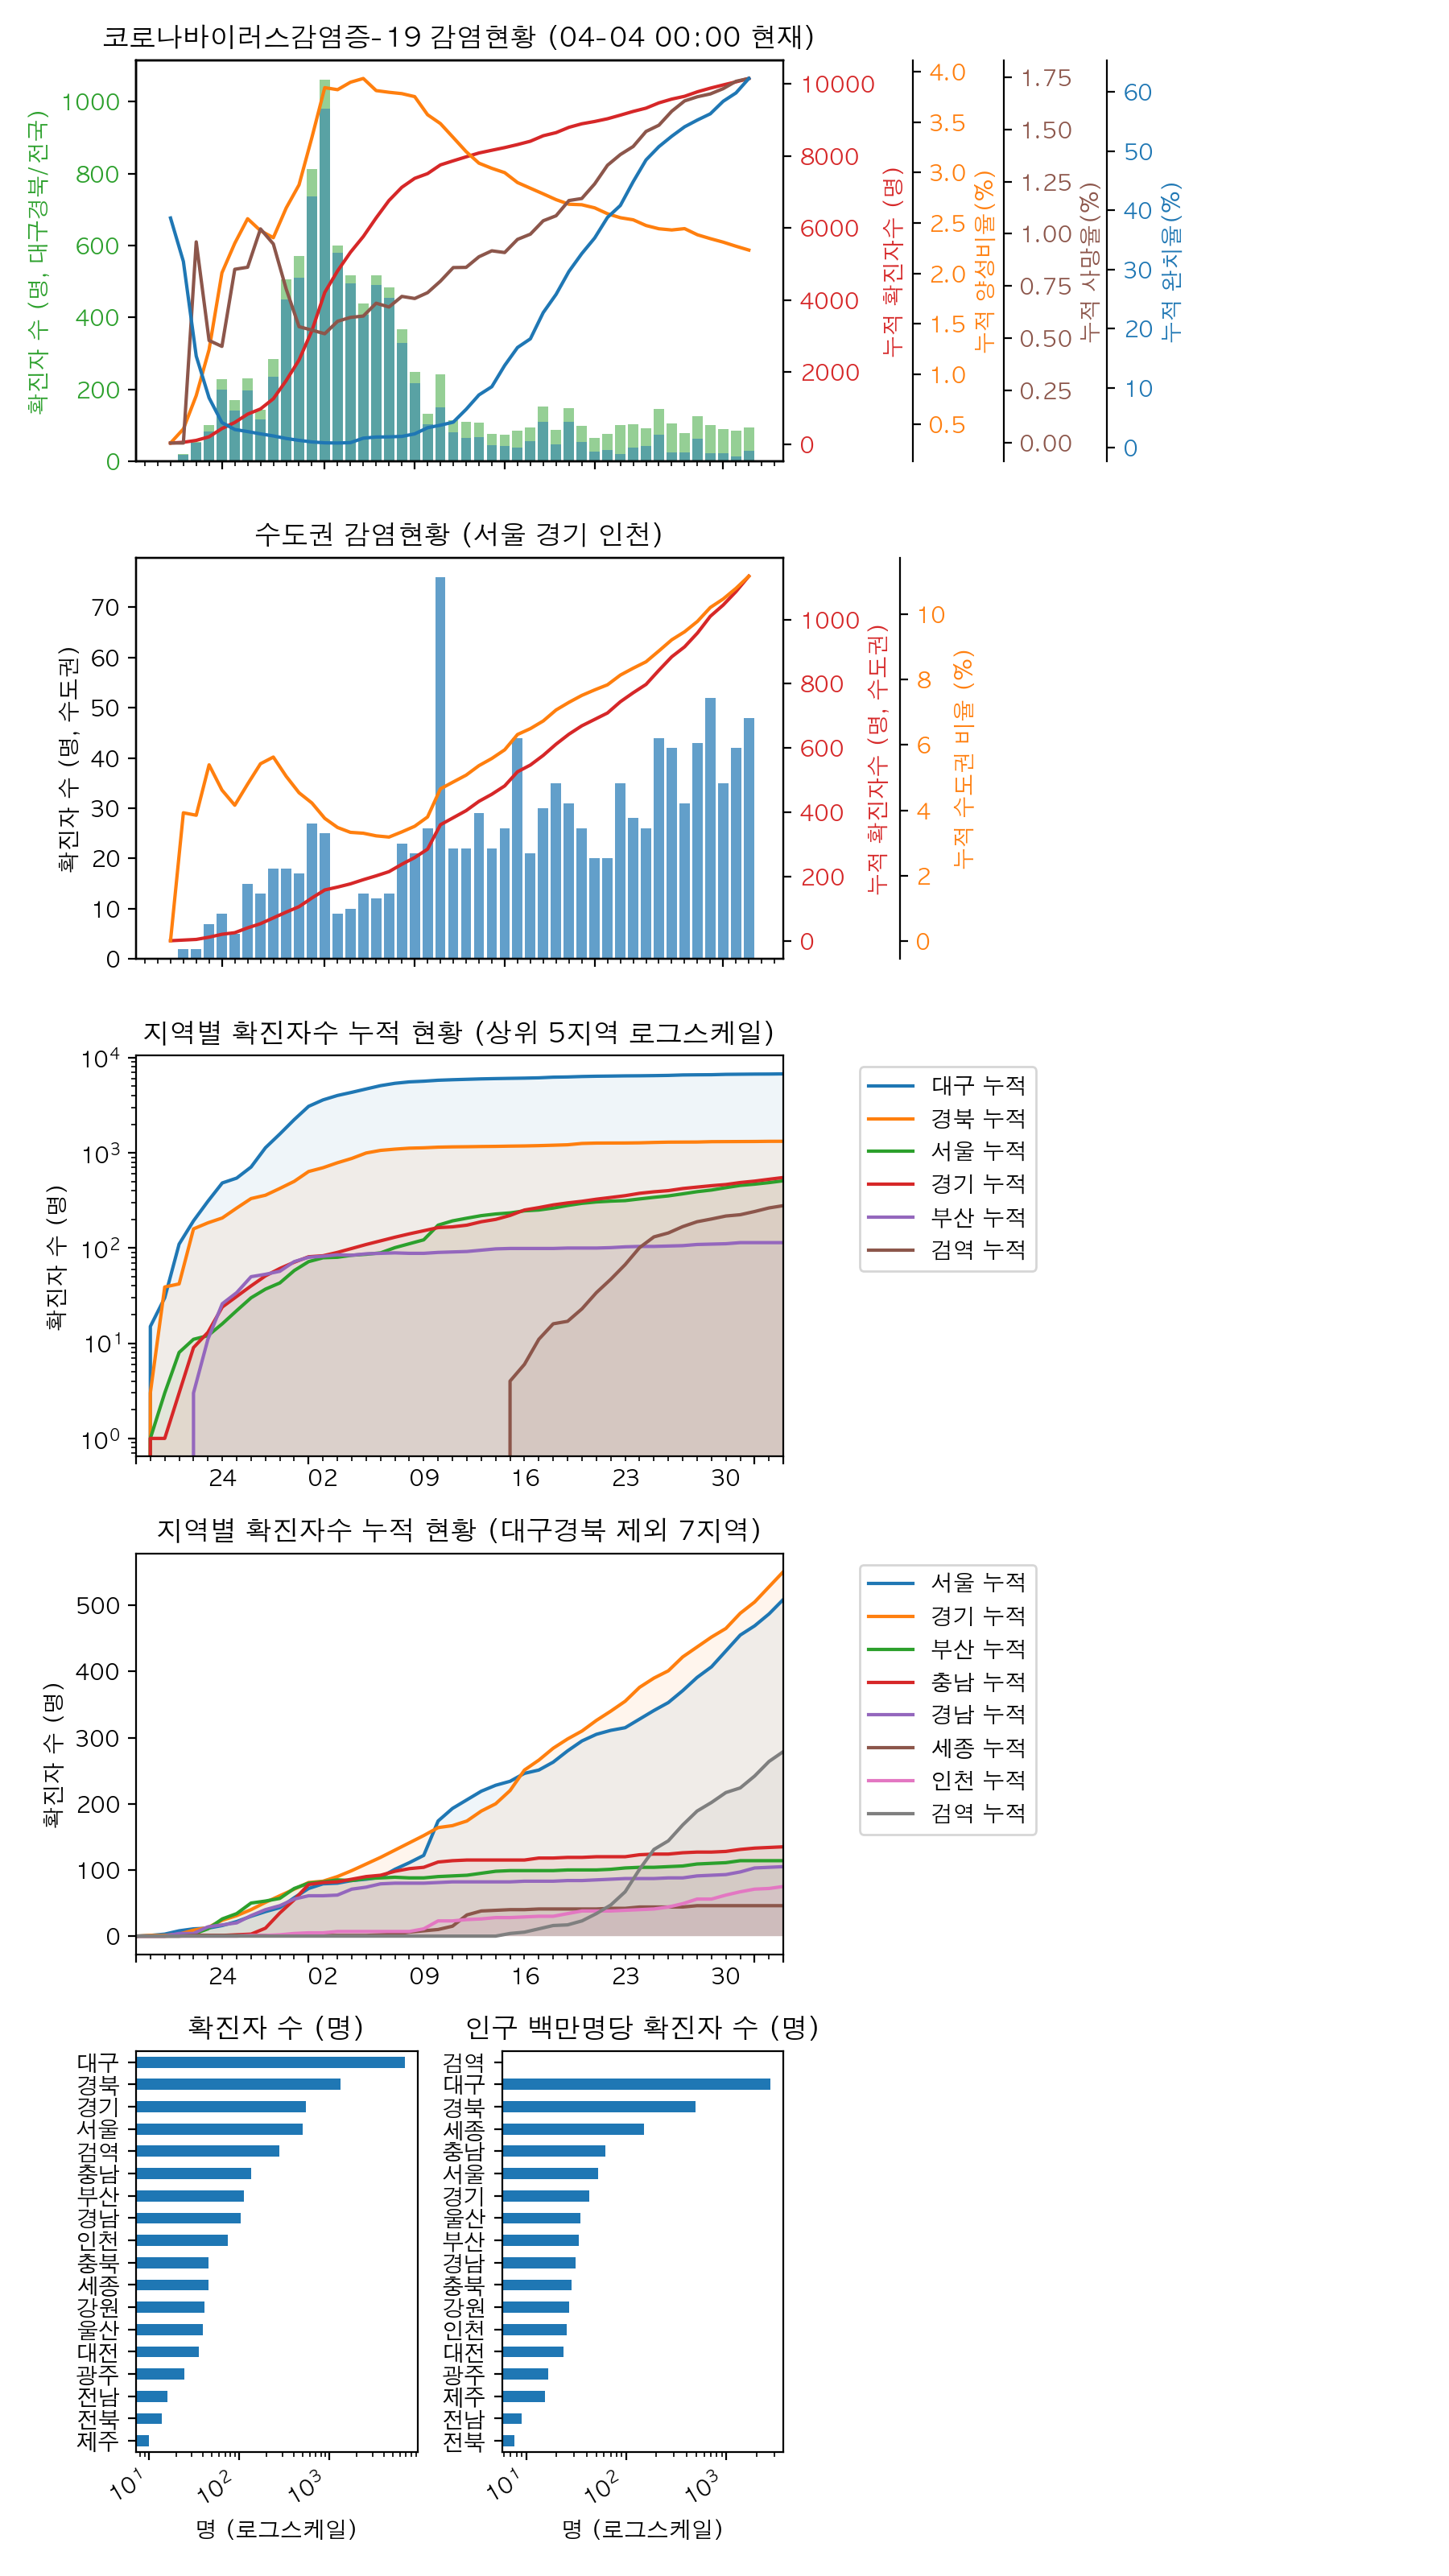 코로나바이러스감염증-19 감염현황 (04-04 00:00 현재)
확진자 수 (명, 대구경북/전국)
1000
800
600
400
200
0
10000
8000
6000
4000
2000
0
누적 확진자수 (명)
4.0
3.5
3.0
2.5
2.0
1.5
1.0
0.5
누적 양성비율(%)
1.75
1.50
1.25
1.00
0.75
0.50
0.25
0.00
누적 사망율(%)
60
50
40
30
20
10
0
누적 완치율(%)
수도권 감염현황 (서울 경기 인천)
확진자 수 (명, 수도권)
70
60
50
40
30
20
10
0
1000
800
600
400
200
0
누적 확진자수 (명, 수도권)
10
8
6
4
2
0
누적 수도권 비율 (%)
지역별 확진자수 누적 현황 (상위 5지역 로그스케일)
확진자 수 (명)
10⁴
10³
10²
10¹
10⁰
24 02 09 16 23 30
대구 누적
경북 누적
서울 누적
경기 누적
부산 누적
검역 누적
지역별 확진자수 누적 현황 (대구경북 제외 7지역)
확진자 수 (명)
500
400
300
200
100
0
24 02 09 16 23 30
서울 누적
경기 누적
부산 누적
충남 누적
경남 누적
세종 누적
인천 누적
검역 누적
확진자 수 (명)
대구
경북
경기
서울
검역
충남
부산
경남
인천
충북
세종
강원
울산
대전
광주
전남
전북
제주
10¹ 10² 10³
명 (로그스케일)
인구 백만명당 확진자 수 (명)
검역
대구
경북
세종
충남
서울
경기
울산
부산
경남
충북
강원
인천
대전
광주
제주
전남
전북
10¹ 10² 10³
명 (로그스케일)